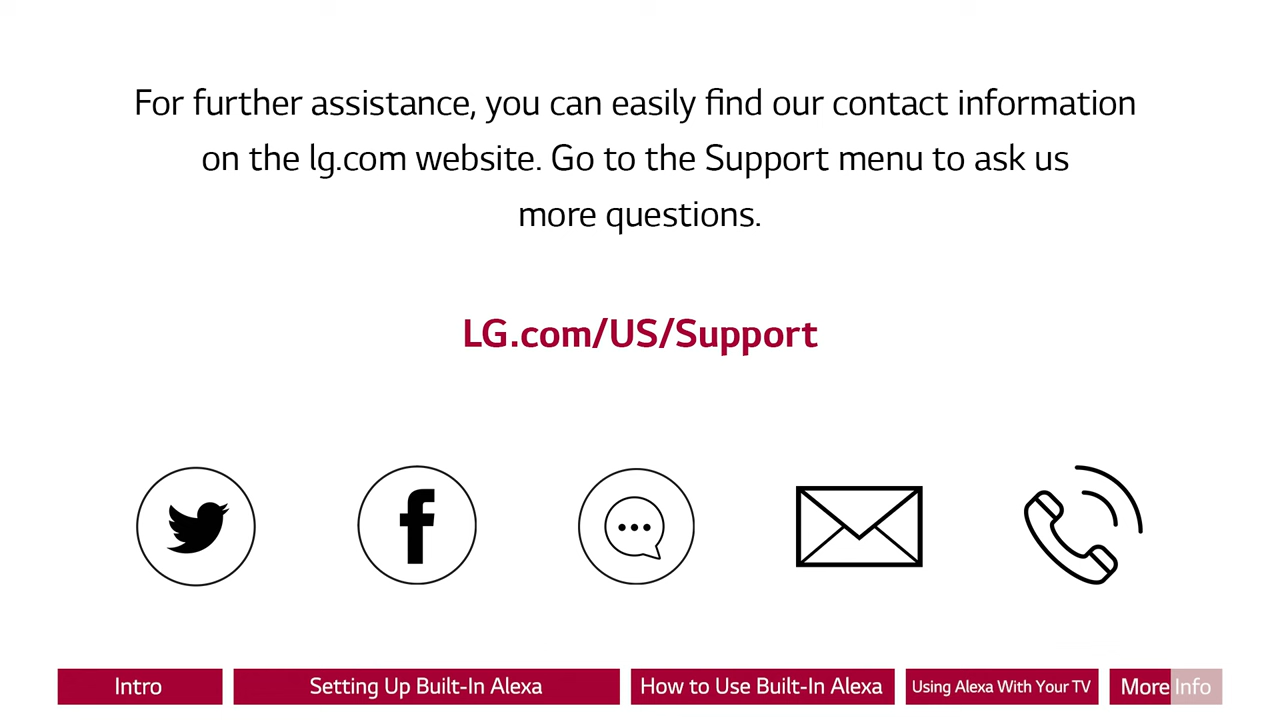 For further assistance, you can easily find our contact information
on the lg.com website. Go to the Support menu to ask us
more questions.
LG.com/US/Support
Intro
Setting Up Built-In Alexa
How to Use Built-In Alexa
Using Alexa With Your TV
More Info